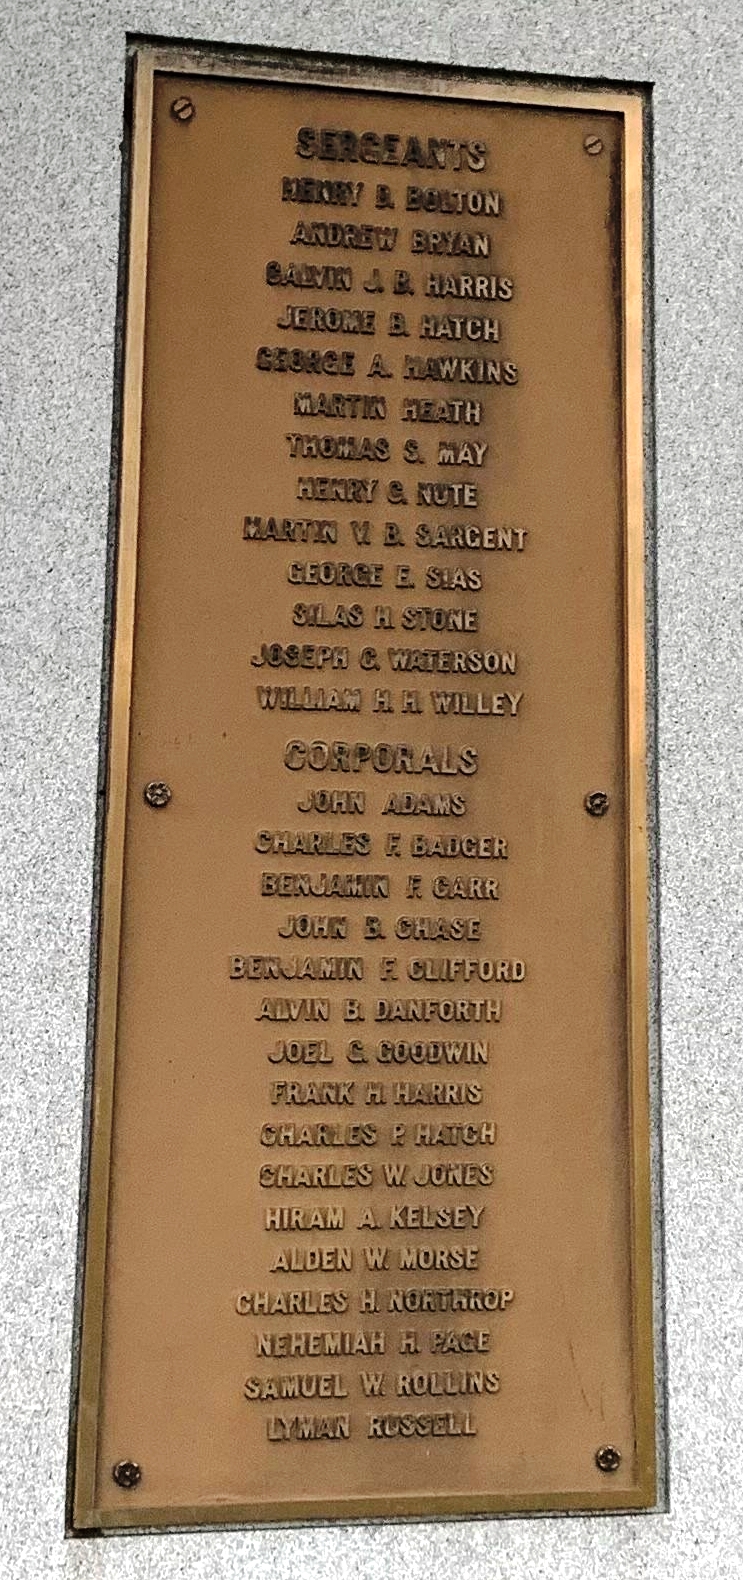 SERGEANTS
HENRY D. BOLTON
ANDREW BRYAN
CALVIN J. B. HARRIS
JEROME B. HATCH
GEORGE A. HAWKINS
MARTIN HEATH
THOMAS S. MAY
HENRY C. NUTE
MARTIN V. B. SARGENT
GEORGE E. SIAS
SILAS H. STONE
JOSEPH C. WATERSON
WILLIAM H. H. WILLEY
CORPORALS
JOHN ADAMS
CHARLES F. BADGER
BENJAMIN F. CARR
JOHN B. CHASE
BENJAMIN F. CLIFFORD
ALVIN B. DANFORTH
JOEL C. GOODWIN
FRANK H. HARRIS
CHARLES P. HATCH
CHARLES W. JONES
HIRAM A. KELSEY
ALDEN W. MORSE
CHARLES H. NORTHROP
NEHEMIAH H. PAGE
SAMUEL W. ROLLINS
LYMAN RUSSELL